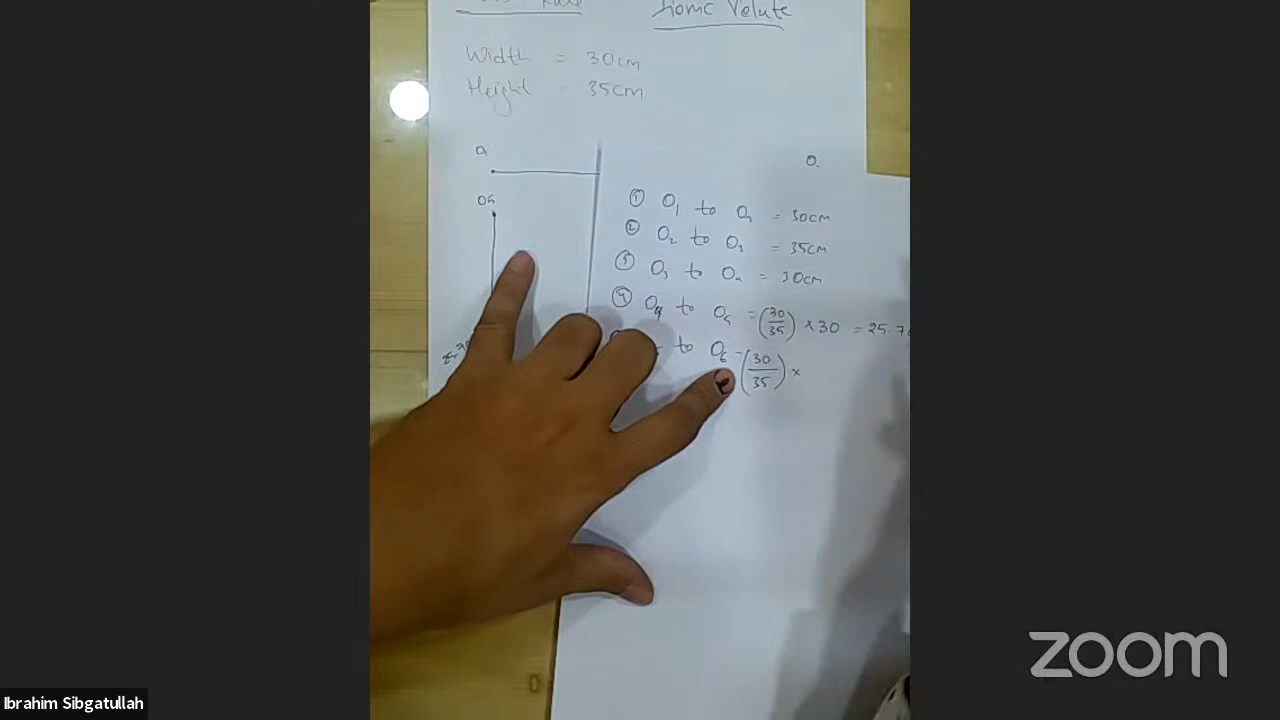 Ionic Volute
Width = 30cm
Height = 35cm
O1
O5
O.
① O1 to O2 = 30cm
② O2 to O3 = 35cm
③ O3 to O4 = 30cm
④ O4 to O5 = (30/35) × 30 = 25.7
to O6 = (30/35) ×
zoom
Ibrahim Sibgatullah